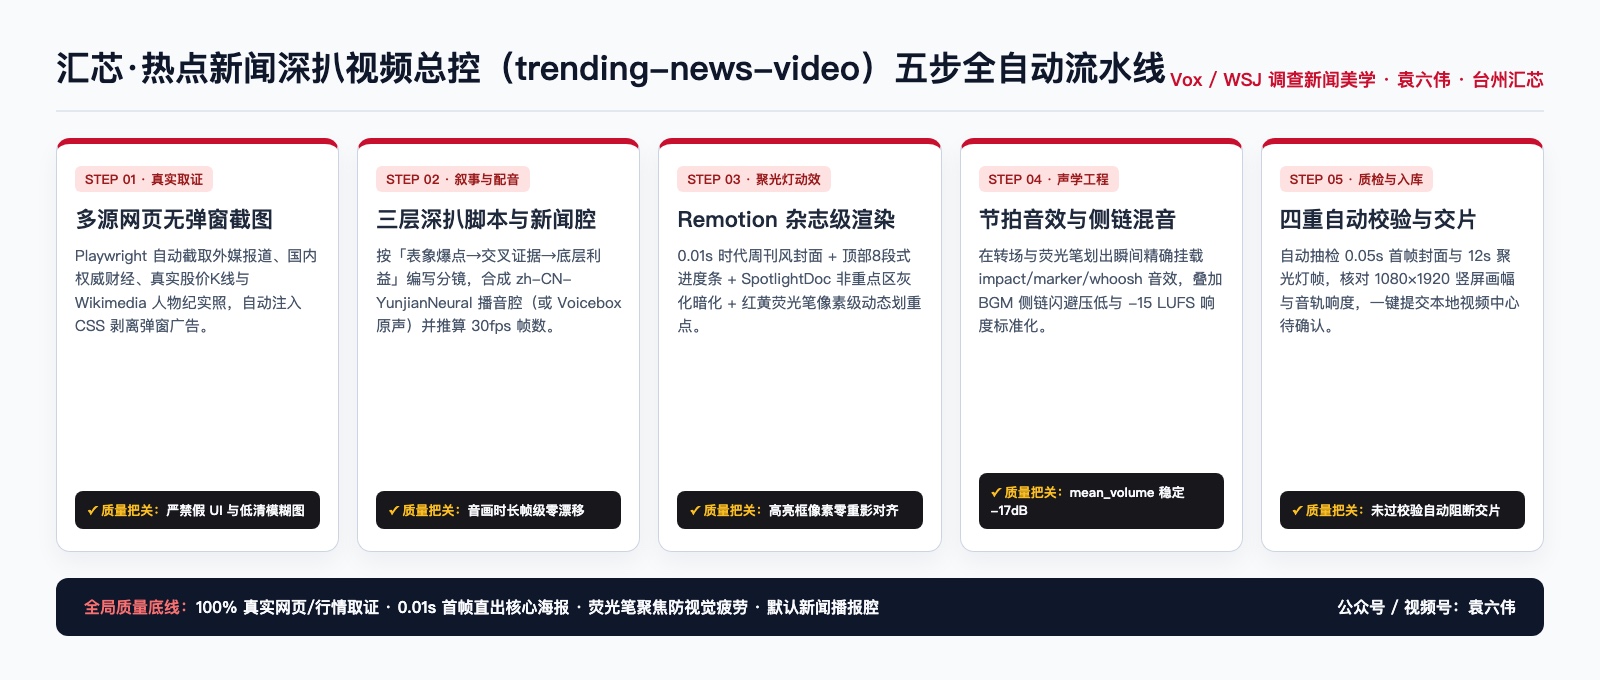 汇芯·热点新闻深扒视频总控（trending-news-video）五步全自动流水线
Vox / WSJ 调查新闻美学 · 袁六伟 · 台州汇芯
STEP 01 · 真实取证
多源网页无弹窗截图
Playwright 自动截取外媒报道、国内
权威财经、真实股价K线与
Wikimedia 人物纪实照，自动注入
CSS 剥离弹窗广告。
✓质量把关：严禁假 UI 与低清模糊图
STEP 02 · 叙事与配音
三层深扒脚本与新闻腔
按「表象爆点→交叉证据→底层利
益」编写分镜，合成 zh-CN-
YunjianNeural 播音腔（或 Voicebox
原声）并推算 30fps 帧数。
✓质量把关：音画时长帧级零漂移
STEP 03 · 聚光灯动效
Remotion 杂志级渲染
0.01s 时代周刊风封面 + 顶部8段式
进度条 + SpotlightDoc 非重点区灰
化暗化 + 红黄荧光笔像素级动态划重
点。
✓质量把关：高亮框像素零重影对齐
STEP 04 · 声学工程
节拍音效与侧链混音
在转场与荧光笔划出瞬间精确挂载
impact/marker/whoosh 音效，叠加
BGM 侧链闪避压低与 -15 LUFS 响
度标准化。
✓质量把关：mean_volume 稳定
-17dB
STEP 05 · 质检与入库
四重自动校验与交片
自动抽检 0.05s 首帧封面与 12s 聚
光灯帧，核对 1080×1920 竖屏画幅
与音轨响度，一键提交本地视频中心
待确认。
✓质量把关：未过校验自动阻断交片
全局质量底线：100% 真实网页/行情取证 · 0.01s 首帧直出核心海报 · 荧光笔聚焦防视觉疲劳 · 默认新闻播报腔
公众号 / 视频号：袁六伟